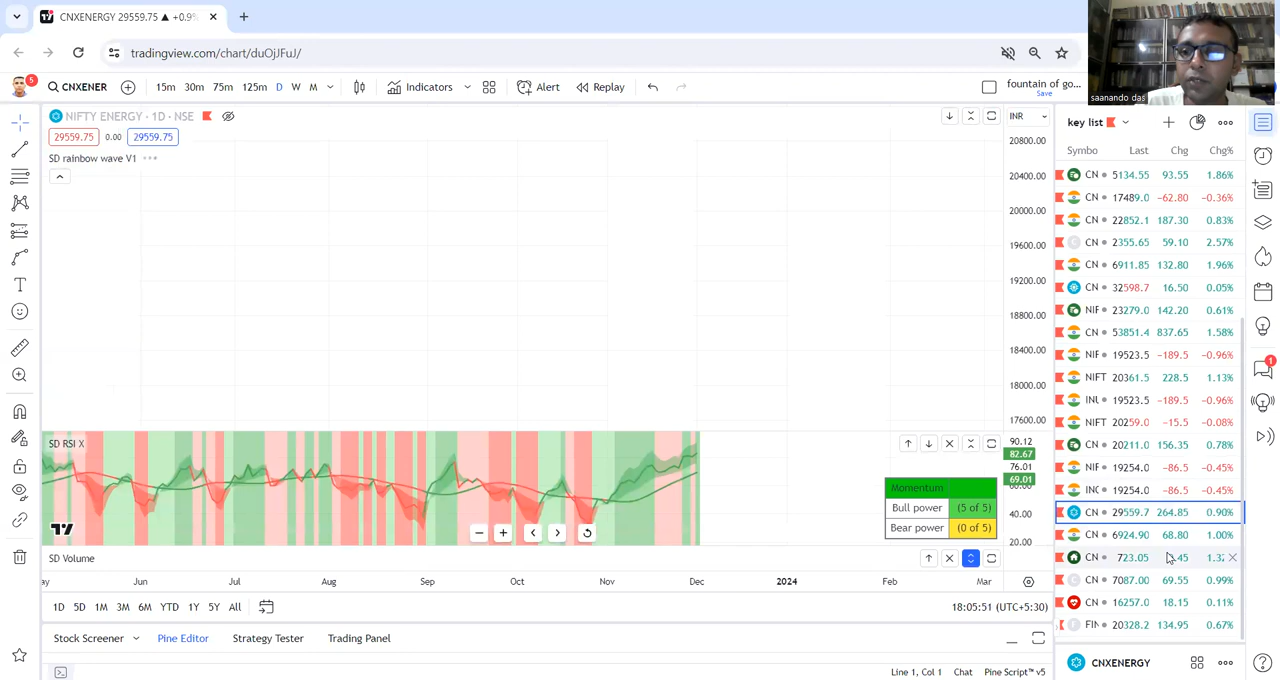 CNXENERGY 29559.75 ▲ +0.9%
tradingview.com/chart/duOjJFuJ/
saanando das
5
CNXENER
15m 30m 75m 125m D W M
Indicators
Alert
Replay
fountain of go...
Save
NIFTY ENERGY · 1D · NSE
29559.75 0.00 29559.75
SD rainbow wave V1
INR
20800.00
20400.00
20000.00
19600.00
19200.00
18800.00
18400.00
18000.00
17600.00
SD RSI X
90.12
82.67
76.01
69.01
60.00
40.00
20.00
Momentum
Bull power (5 of 5)
Bear power (0 of 5)
SD Volume
Jun Jul Aug Sep Oct Nov Dec 2024 Feb Mar
1D 5D 1M 3M 6M YTD 1Y 5Y All
18:05:51 (UTC+5:30)
Stock Screener Pine Editor Strategy Tester Trading Panel
Line 1, Col 1 Chat Pine Script™ v5
key list
Symbo Last Chg Chg%
CN 5134.55 93.55 1.86%
CN 17489.0 −62.80 −0.36%
CN 22852.1 187.30 0.83%
CN 2355.65 59.10 2.57%
CN 6911.85 132.80 1.96%
CN 32598.7 16.50 0.05%
NIF 23279.0 142.20 0.61%
CN 53851.4 837.65 1.58%
NIF 19523.5 −189.5 −0.96%
NIFT 20361.5 228.5 1.13%
INI 19523.5 −189.5 −0.96%
NIFT 20259.0 −15.5 −0.08%
CN 20211.0 156.35 0.78%
NIF 19254.0 −86.5 −0.45%
IN 19254.0 −86.5 −0.45%
CN 29559.7 264.85 0.90%
CN 6924.90 68.80 1.00%
CN 723.05 .45 1.3
CN 7087.00 69.55 0.99%
CN 16257.0 18.15 0.11%
FIN 20328.2 134.95 0.67%
CNXENERGY
1